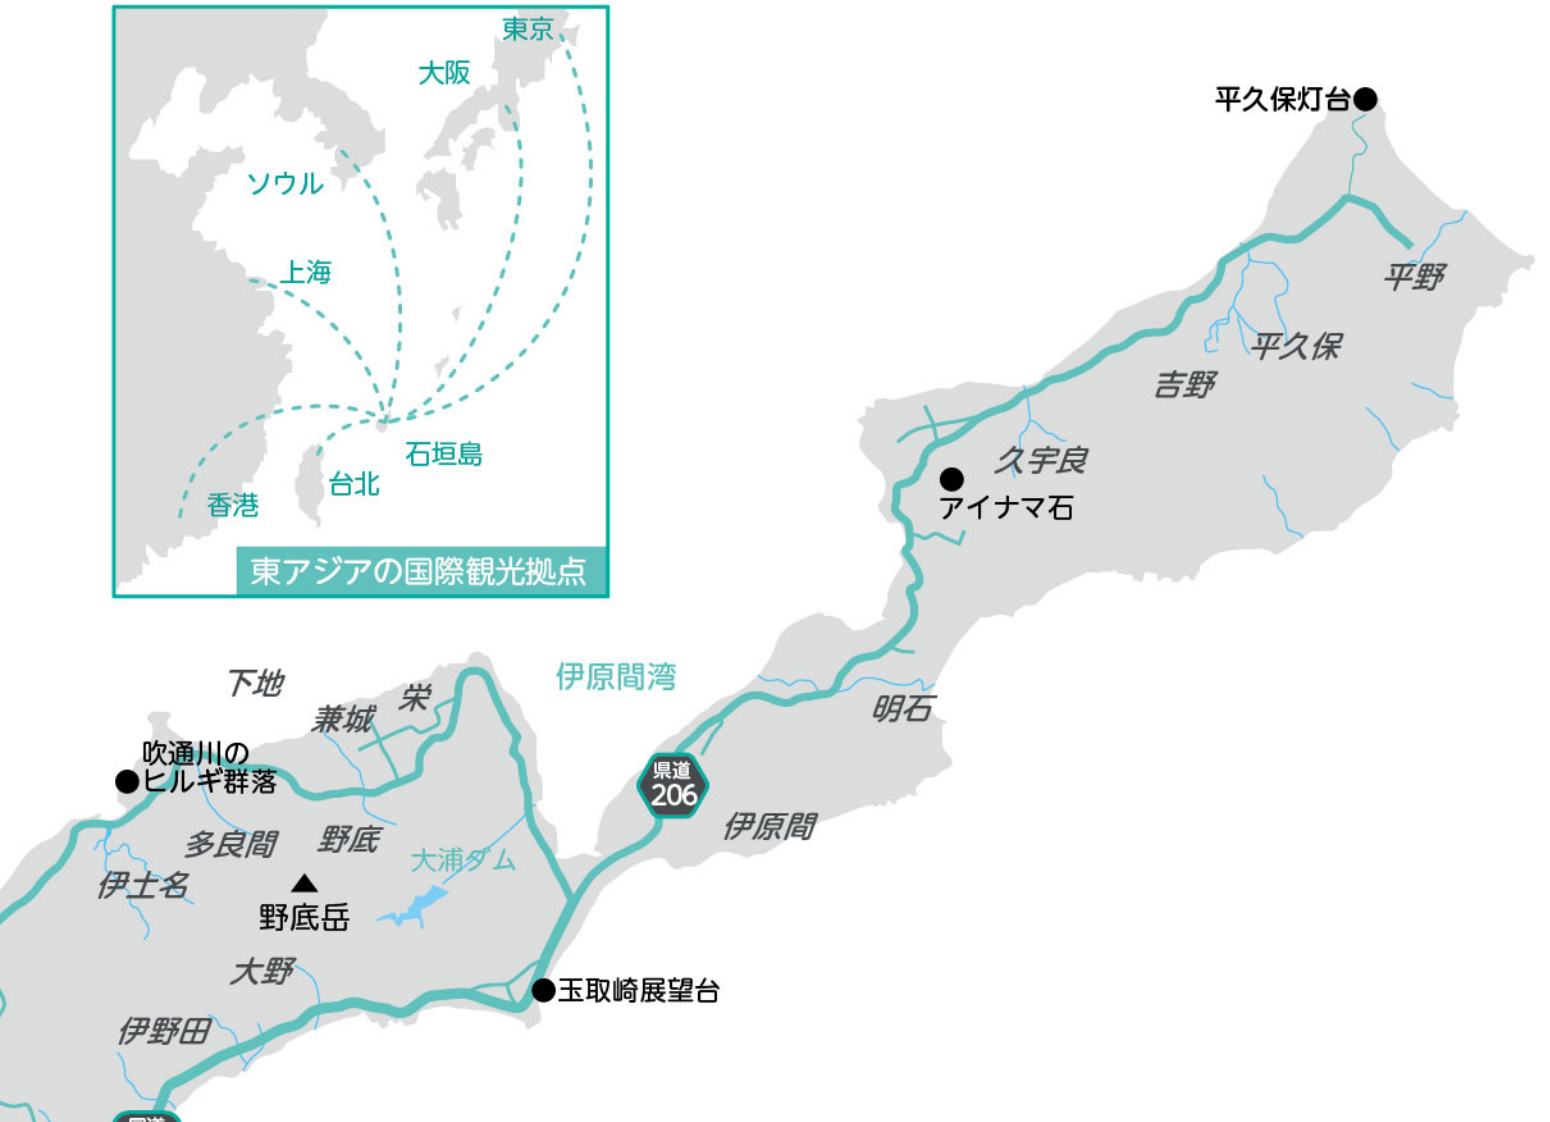 東京
大阪
ソウル
上海
石垣島
台北
香港
東アジアの国際観光拠点
平久保灯台
平野
平久保
吉野
久宇良
アイナマ石
伊原間湾
下地
栄
兼城
明石
吹通川の
ヒルギ群落
県道
206
伊原間
多良間
野底
大浦ダム
伊土名
野底岳
大野
玉取崎展望台
伊野田